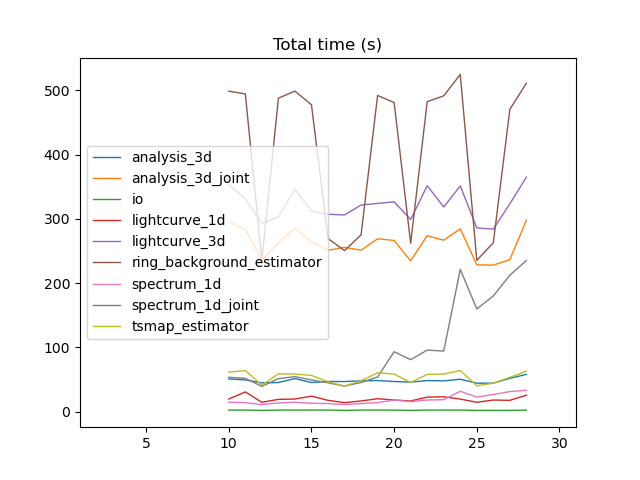 Total time (s)
500
400
300
200
100
0
analysis_3d
analysis_3d_joint
io
lightcurve_1d
lightcurve_3d
ring_background_estimator
spectrum_1d
spectrum_1d_joint
tsmap_estimator
5 10 15 20 25 30